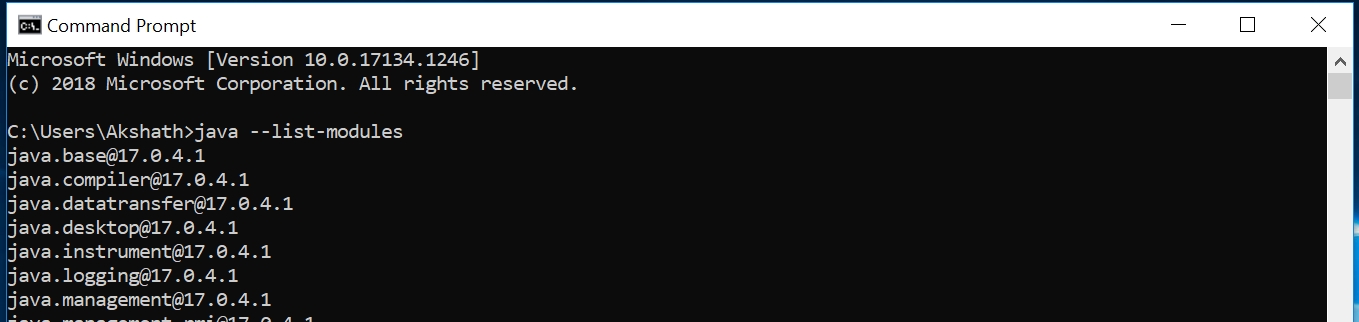 Command Prompt
Microsoft Windows [Version 10.0.17134.1246]
(c) 2018 Microsoft Corporation. All rights reserved.
C:\Users\Akshath>java --list-modules
java.base@17.0.4.1
java.compiler@17.0.4.1
java.datatransfer@17.0.4.1
java.desktop@17.0.4.1
java.instrument@17.0.4.1
java.logging@17.0.4.1
java.management@17.0.4.1